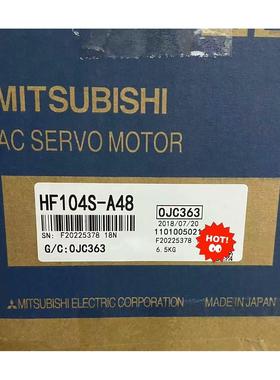 MITSUBISHI
AC SERVO MOTOR
HF104S-A48
SN: F20225378 18N
G/C:0JC363
0JC363
2018/07/20
1101005021
F20225378
6.5KG
HOT!
MITSUBISHI ELECTRIC CORPORATION
MADE IN JAPAN